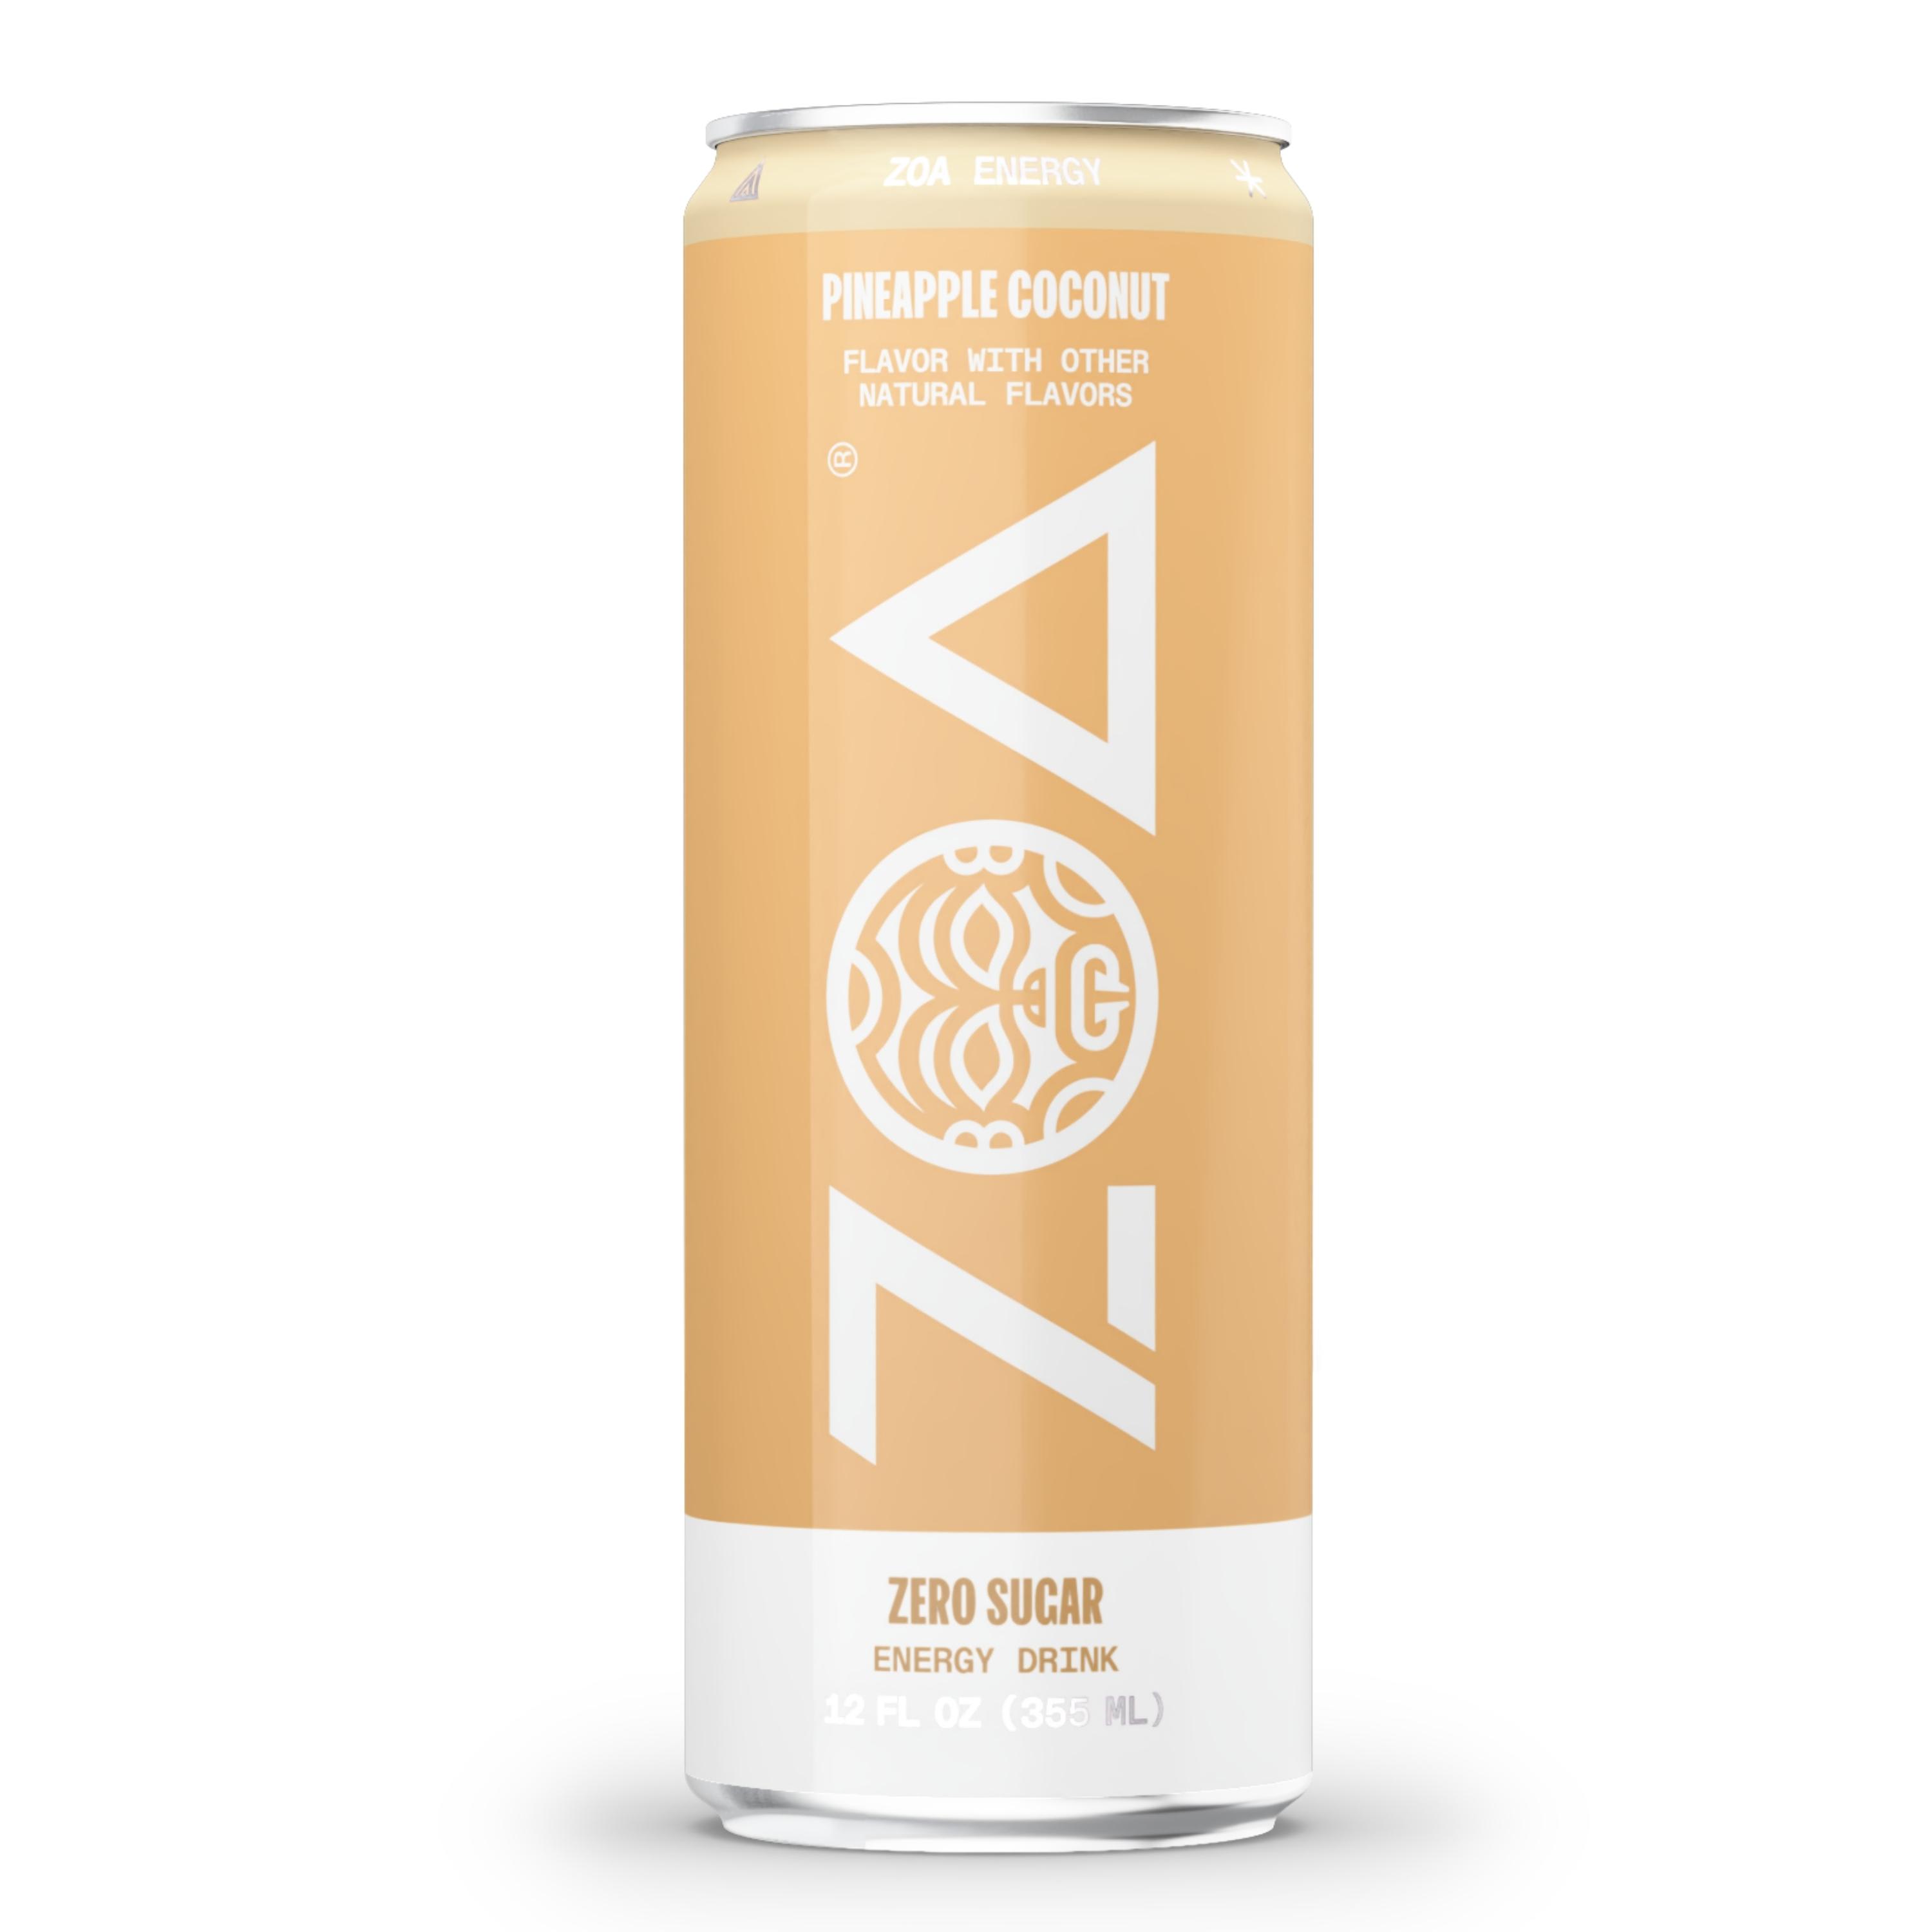 ZOA ENERGY
PINEAPPLE COCONUT
FLAVOR WITH OTHER
NATURAL FLAVORS
ZOA®
ZERO SUGAR
ENERGY DRINK
12 FL OZ (355 ML)